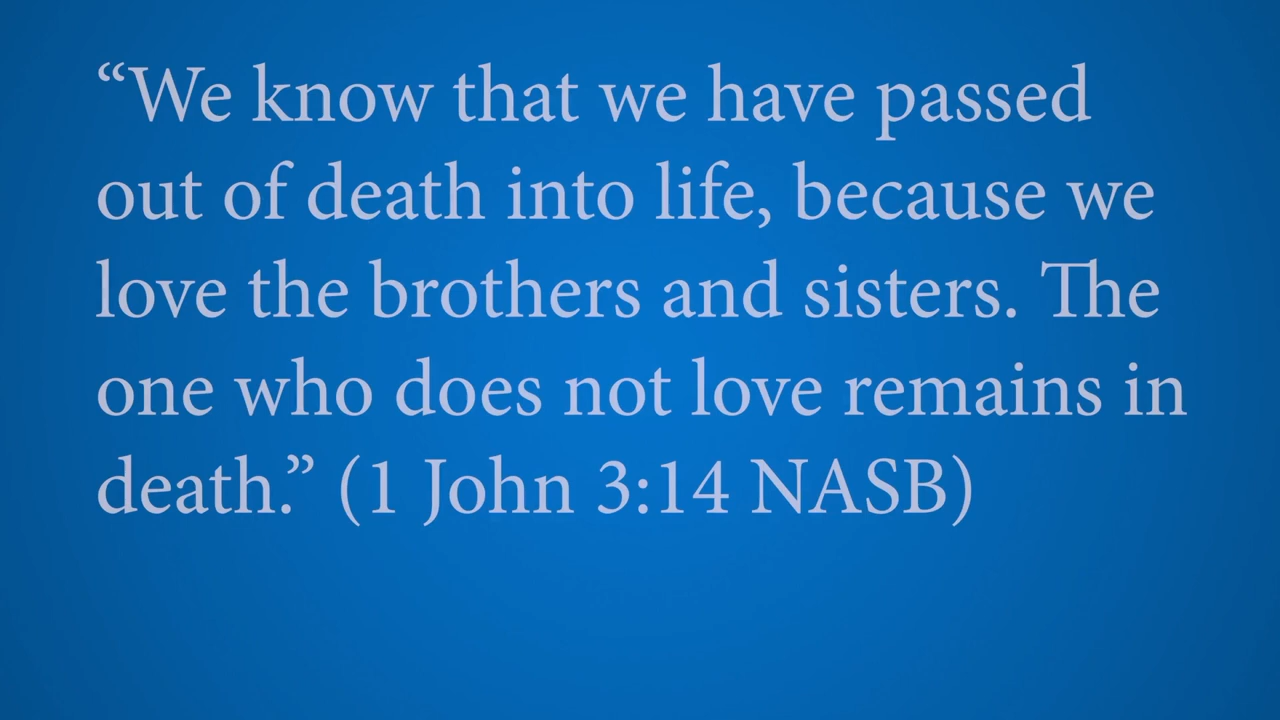 “We know that we have passed
out of death into life, because we
love the brothers and sisters. The
one who does not love remains in
death.” (1 John 3:14 NASB)